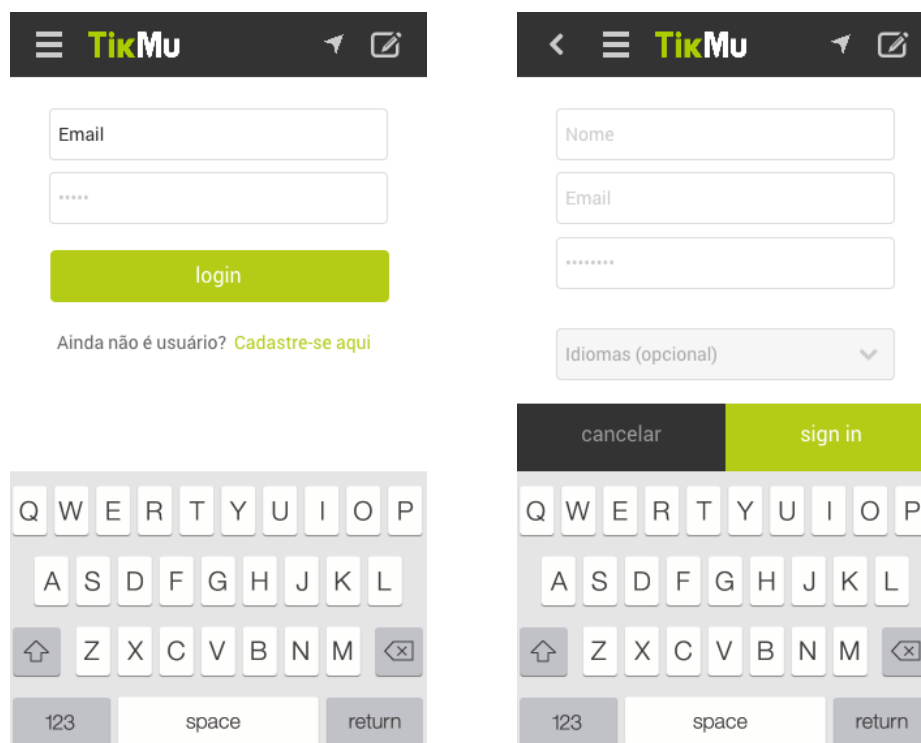 TikMu
Email
•••••
login
Ainda não é usuário? Cadastre-se aqui
Q W E R T Y U I O P
A S D F G H J K L
Z X C V B N M
123 space return
TikMu
Nome
Email
••••••••
Idiomas (opcional)
cancelar sign in
Q W E R T Y U I O P
A S D F G H J K L
Z X C V B N M
123 space return